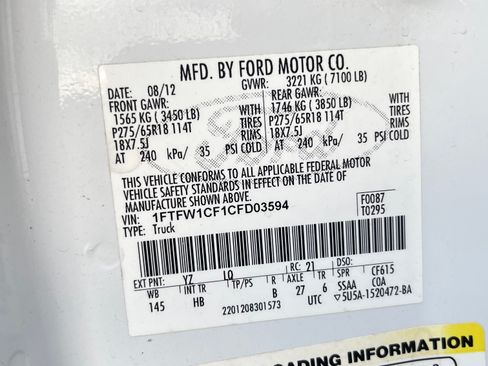 MFD. BY FORD MOTOR CO.
DATE: 08/12 GVWR: 3221 KG (7100 LB)
FRONT GAWR: REAR GAWR:
1565 KG (3450 LB) WITH 1746 KG (3850 LB) WITH
P275/65R18 114T TIRES P275/65R18 114T TIRES
18X7.5J RIMS 18X7.5J RIMS
AT 240 kPa/ 35 PSI COLD AT 240 kPa/ 35 PSI COLD
THIS VEHICLE CONFORMS TO ALL APPLICABLE FEDERAL MOTOR
VEHICLE SAFETY STANDARDS IN EFFECT ON THE DATE OF
MANUFACTURE SHOWN ABOVE.
VIN: 1FTFW1CF1CFD03594 F0087
TYPE: Truck T0295
EXT PNT: YZ LQ RC: 21 DSO:
WB INT TR TP/PS R AXLE TR SPR CF615
145 HB B 27 6 SSAA COA
2201208301573 UTC ▽5U5A-1520472-BA
LOADING INFORMATION